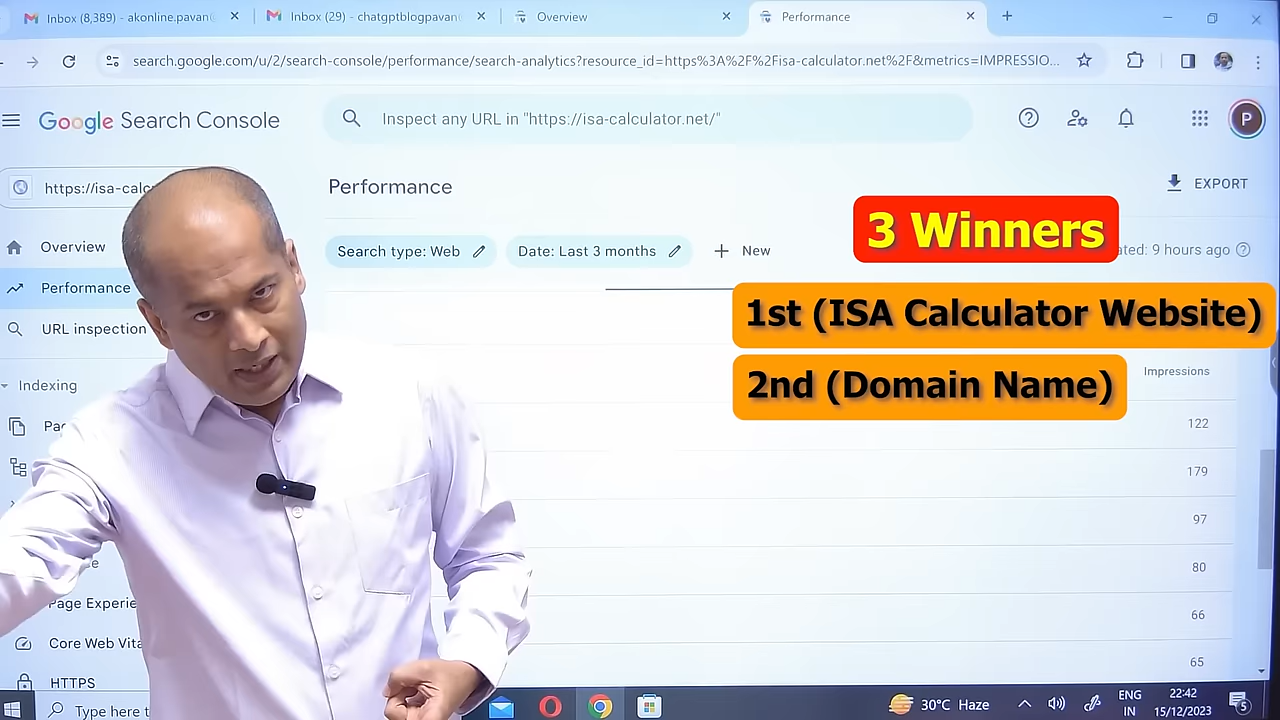 Inbox (8,389) - akonline.pavan
Inbox (29) - chatgptblogpavan
Overview
Performance
search.google.com/u/2/search-console/performance/search-analytics?resource_id=https%3A%2F%2Fisa-calculator.net%2F&metrics=IMPRESSIO...
Google Search Console
Inspect any URL in "https://isa-calculator.net/"
P
https://isa-calc
Performance
EXPORT
3 Winners
Overview
Search type: Web
Date: Last 3 months
New
ated: 9 hours ago
Performance
1st (ISA Calculator Website)
URL inspection
Impressions
2nd (Domain Name)
Indexing
122
179
97
80
Page Experie
66
Core Web Vita
65
HTTPS
Type here t
30°C Haze
ENG
IN
22:42
15/12/2023
5